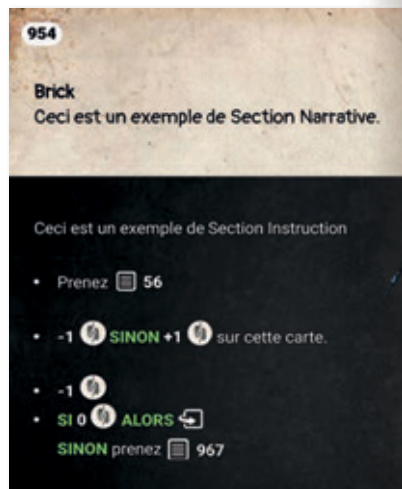 954
Brick
Ceci est un exemple de Section Narrative.
Ceci est un exemple de Section Instruction
• Prenez 56
• -1 SINON +1 sur cette carte.
• -1
• SI 0 ALORS
SINON prenez 967